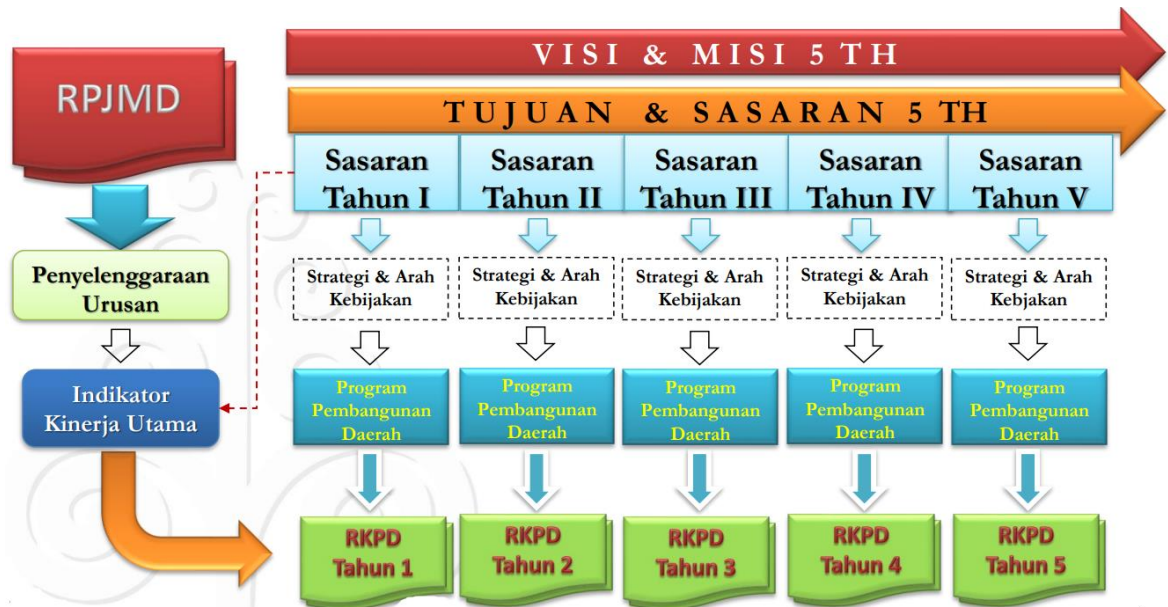 RPJMD
VISI & MISI 5 TH
TUJUAN & SASARAN 5 TH
Sasaran
Tahun I
Sasaran
Tahun II
Sasaran
Tahun III
Sasaran
Tahun IV
Sasaran
Tahun V
Penyelenggaraan
Urusan
Strategi & Arah
Kebijakan
Strategi & Arah
Kebijakan
Strategi & Arah
Kebijakan
Strategi & Arah
Kebijakan
Strategi & Arah
Kebijakan
Indikator
Kinerja Utama
Program
Pembangunan
Daerah
Program
Pembangunan
Daerah
Program
Pembangunan
Daerah
Program
Pembangunan
Daerah
Program
Pembangunan
Daerah
RKPD
Tahun 1
RKPD
Tahun 2
RKPD
Tahun 3
RKPD
Tahun 4
RKPD
Tahun 5